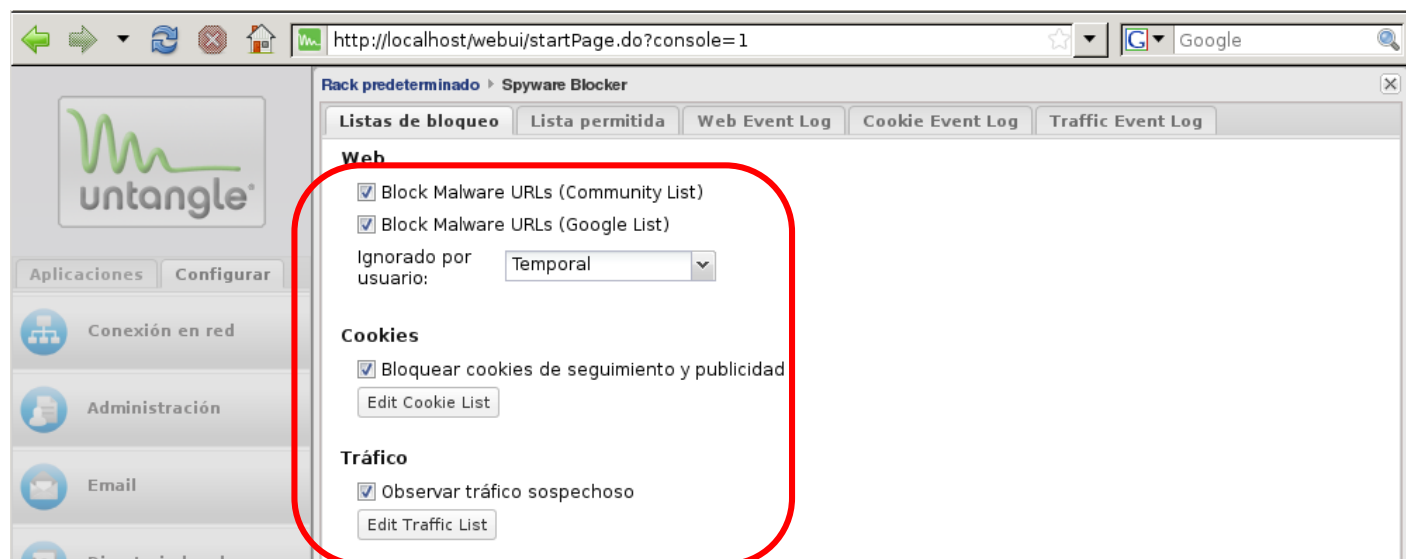 http://localhost/webui/startPage.do?console=1
Google
Rack predeterminado Spyware Blocker
untangle
Listas de bloqueo Lista permitida Web Event Log Cookie Event Log Traffic Event Log
Web
Block Malware URLs (Community List)
Block Malware URLs (Google List)
Ignorado por
usuario:
Temporal
Aplicaciones Configurar
Conexión en red
Cookies
Bloquear cookies de seguimiento y publicidad
Edit Cookie List
Administración
Tráfico
Observar tráfico sospechoso
Edit Traffic List
Email